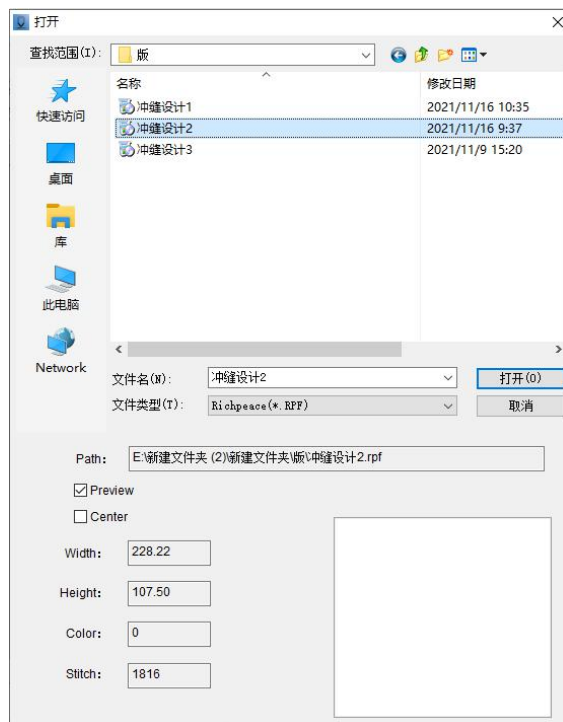 打开
查找范围(I): 版
名称 修改日期
冲缝设计1 2021/11/16 10:35
冲缝设计2 2021/11/16 9:37
冲缝设计3 2021/11/9 15:20
快速访问
桌面
库
此电脑
Network
文件名(N): 冲缝设计2 打开(O)
文件类型(T): Richpeace(*.RPF) 取消
Path: E:\新建文件夹 (2)\新建文件夹\版\冲缝设计2.rpf
Preview
Center
Width: 228.22
Height: 107.50
Color: 0
Stitch: 1816